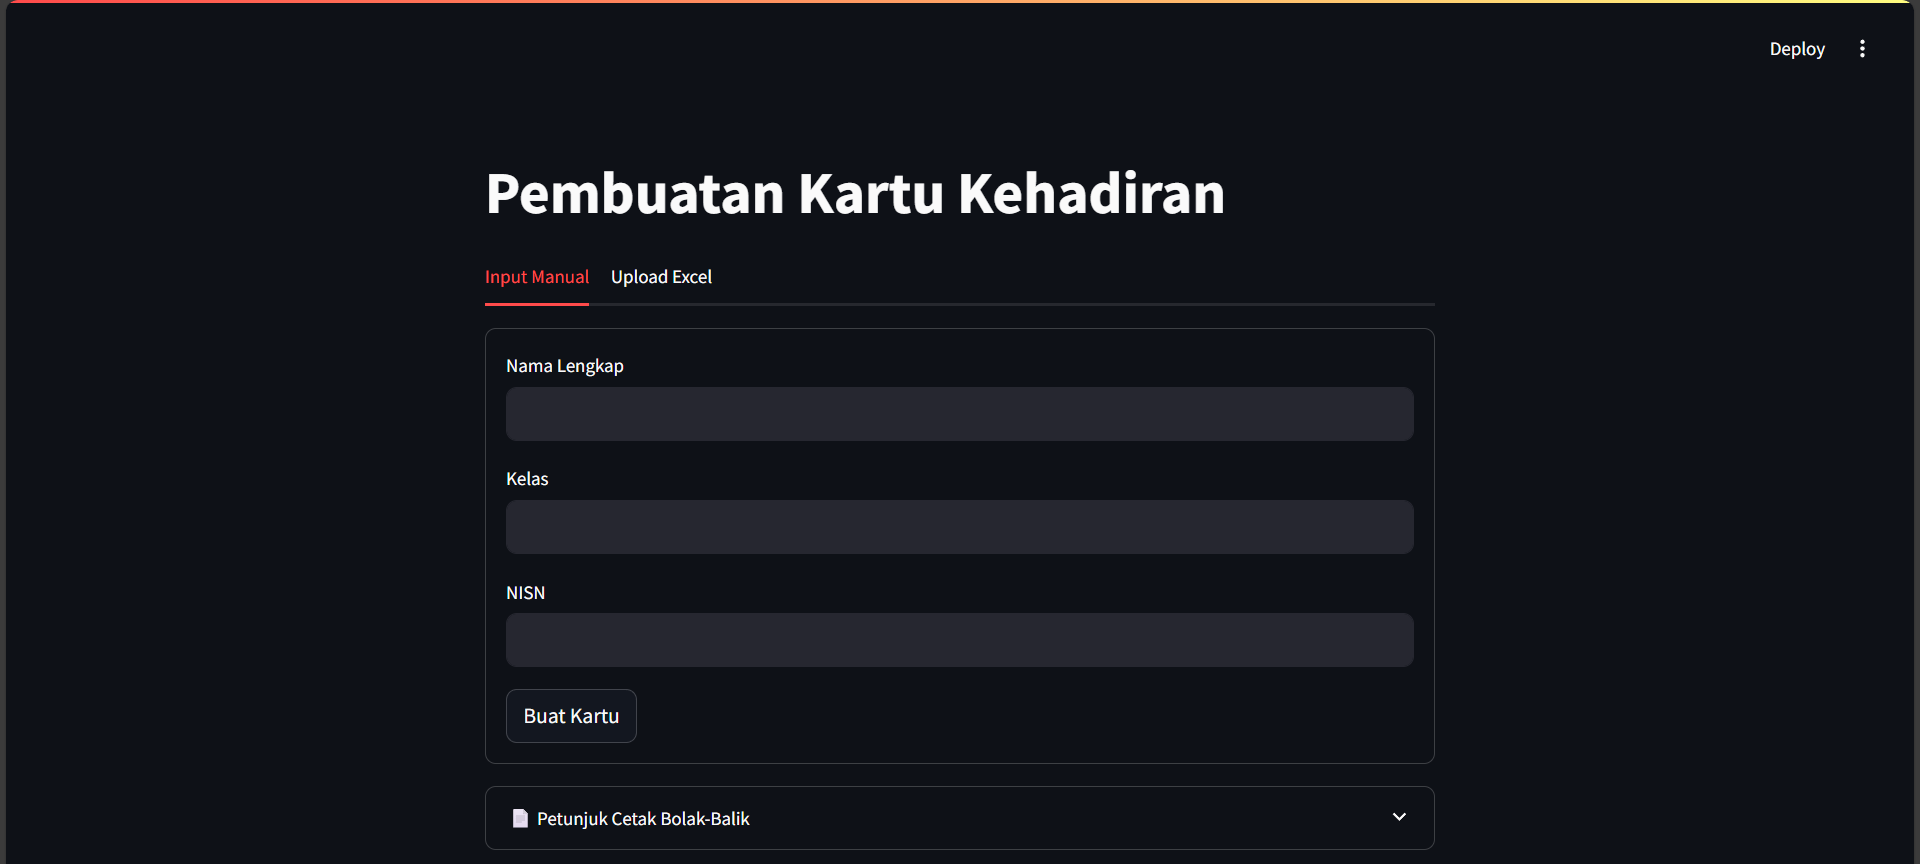 Deploy
Pembuatan Kartu Kehadiran
Input Manual Upload Excel
Nama Lengkap
Kelas
NISN
Buat Kartu
Petunjuk Cetak Bolak-Balik